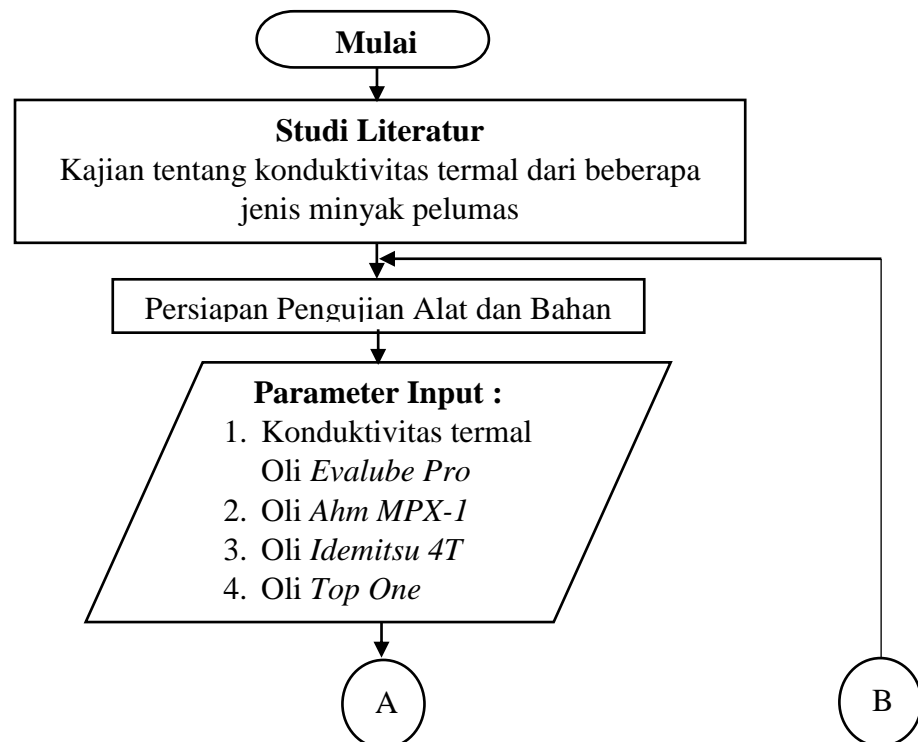 Mulai
Studi Literatur
Kajian tentang konduktivitas termal dari beberapa
jenis minyak pelumas
Persiapan Pengujian Alat dan Bahan
Parameter Input :
1. Konduktivitas termal
Oli Evalube Pro
2. Oli Ahm MPX-1
3. Oli Idemitsu 4T
4. Oli Top One
A
B